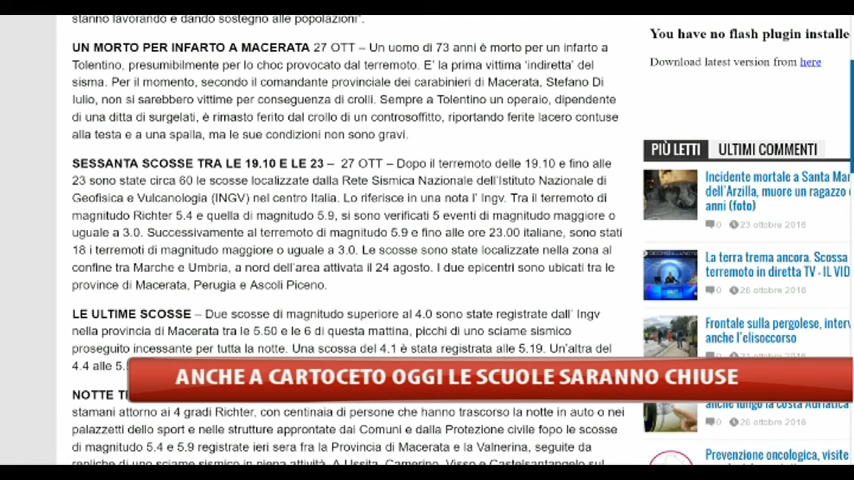 stanno lavorando e dando sostegno alle popolazioni".
UN MORTO PER INFARTO A MACERATA 27 OTT – Un uomo di 73 anni è morto per un infarto a
Tolentino, presumibilmente per lo choc provocato dal terremoto. E' la prima vittima 'indiretta' del
sisma. Per il momento, secondo il comandante provinciale dei carabinieri di Macerata, Stefano Di
Iulio, non si sarebbero vittime per conseguenza di crolli. Sempre a Tolentino un operaio, dipendente
di una ditta di surgelati, è rimasto ferito dal crollo di un controsoffitto, riportando ferite lacero contuse
alla testa e a una spalla, ma le sue condizioni non sono gravi.
SESSANTA SCOSSE TRA LE 19.10 E LE 23 – 27 OTT – Dopo il terremoto delle 19.10 e fino alle
23 sono state circa 60 le scosse localizzate dalla Rete Sismica Nazionale dell'Istituto Nazionale di
Geofisica e Vulcanologia (INGV) nel centro Italia. Lo riferisce in una nota l' Ingv. Tra il terremoto di
magnitudo Richter 5.4 e quella di magnitudo 5.9, si sono verificati 5 eventi di magnitudo maggiore o
uguale a 3.0. Successivamente al terremoto di magnitudo 5.9 e fino alle ore 23.00 italiane, sono stati
18 i terremoti di magnitudo maggiore o uguale a 3.0. Le scosse sono state localizzate nella zona al
confine tra Marche e Umbria, a nord dell'area attivata il 24 agosto. I due epicentri sono ubicati tra le
province di Macerata, Perugia e Ascoli Piceno.
LE ULTIME SCOSSE – Due scosse di magnitudo superiore al 4.0 sono state registrate dall' Ingv
nella provincia di Macerata tra le 5.50 e le 6 di questa mattina, picchi di uno sciame sismico
proseguito incessante per tutta la notte. Una scossa del 4.1 è stata registrata alle 5.19. Un'altra del
4.4 alle
NOTTE
stamani attorno ai 4 gradi Richter, con centinaia di persone che hanno trascorso la notte in auto o nei
palazzetti dello sport e nelle strutture approntate dai Comuni e dalla Protezione civile fopo le scosse
di magnitudo 5.4 e 5.9 registrate ieri sera fra la Provincia di Macerata e la Valnerina, seguite da
repliche di uno sciame sismico in piena attività. A Ussita, Camerino, Visso e Castelsantangelo sul
You have no flash plugin installe
Download latest version from here
PIÙ LETTI ULTIMI COMMENTI
Incidente mortale a Santa Mar
dell'Arzilla, muore un ragazzo
anni (foto)
0 23 ottobre 2016
La terra trema ancora. Scossa
terremoto in diretta TV - IL VID
0 26 ottobre 2016
Frontale sulla pergolese, interv
anche l'elisoccorso
0 21 ottobre 2016
anche lungo la costa Adriatica
0 26 ottobre 2016
Prevenzione oncologica, visite
ANCHE A CARTOCETO OGGI LE SCUOLE SARANNO CHIUSE